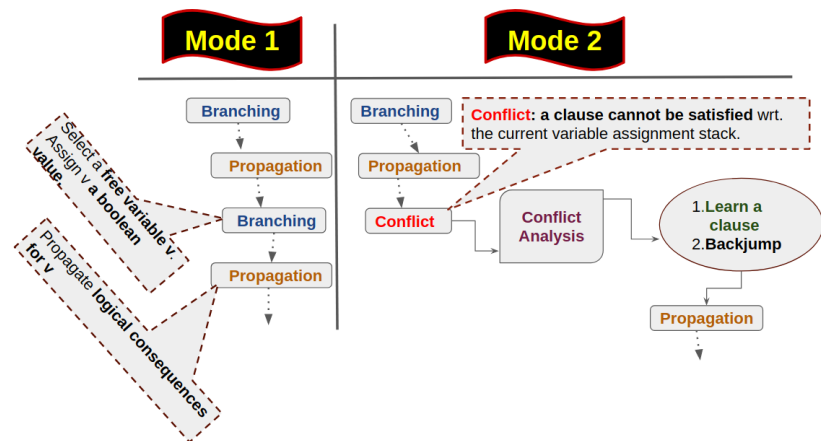 Mode 1
Mode 2
Branching
Propagation
Branching
Propagation
Select a free variable v.
Assign v a boolean
value.
Propagate logical consequences
for v
Branching
Propagation
Conflict
Conflict: a clause cannot be satisfied wrt.
the current variable assignment stack.
Conflict
Analysis
1.Learn a
clause
2.Backjump
Propagation